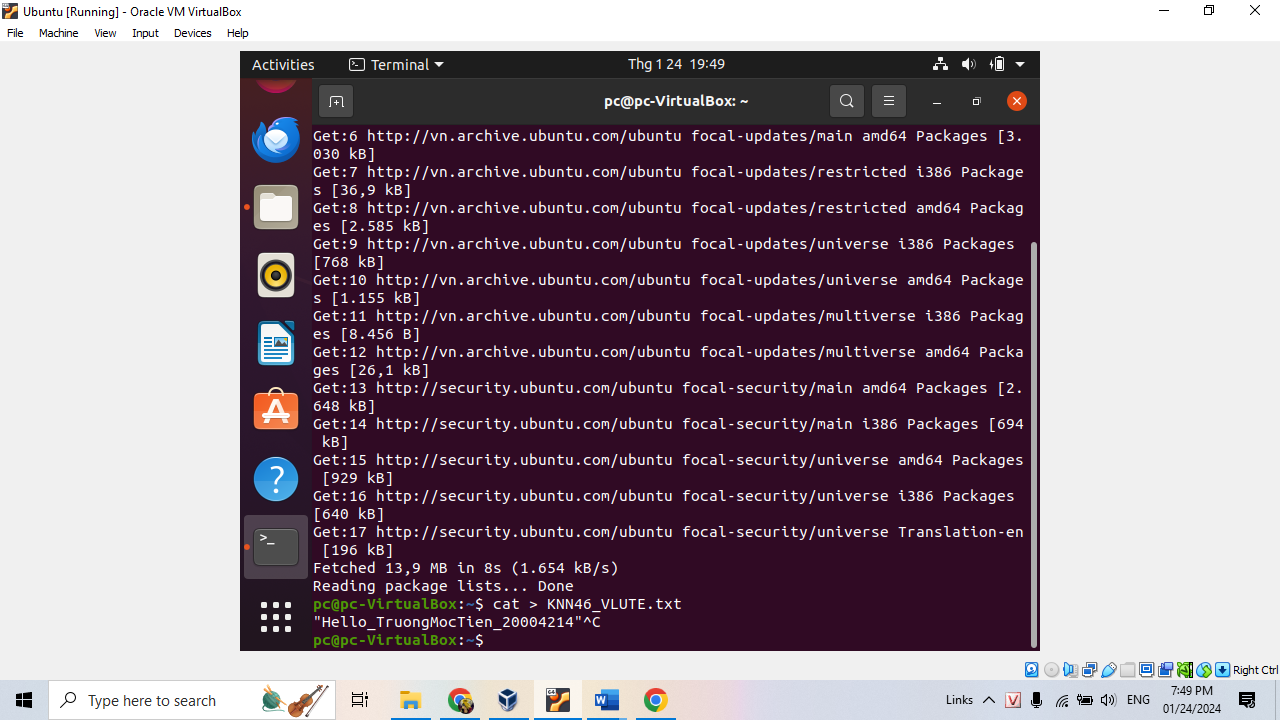 Ubuntu [Running] - Oracle VM VirtualBox
File Machine View Input Devices Help
Activities Terminal Thg 1 24 19:49
pc@pc-VirtualBox: ~
Get:6 http://vn.archive.ubuntu.com/ubuntu focal-updates/main amd64 Packages [3.
030 kB]
Get:7 http://vn.archive.ubuntu.com/ubuntu focal-updates/restricted i386 Package
s [36,9 kB]
Get:8 http://vn.archive.ubuntu.com/ubuntu focal-updates/restricted amd64 Packag
es [2.585 kB]
Get:9 http://vn.archive.ubuntu.com/ubuntu focal-updates/universe i386 Packages
[768 kB]
Get:10 http://vn.archive.ubuntu.com/ubuntu focal-updates/universe amd64 Package
s [1.155 kB]
Get:11 http://vn.archive.ubuntu.com/ubuntu focal-updates/multiverse i386 Packag
es [8.456 B]
Get:12 http://vn.archive.ubuntu.com/ubuntu focal-updates/multiverse amd64 Packa
ges [26,1 kB]
Get:13 http://security.ubuntu.com/ubuntu focal-security/main amd64 Packages [2.
648 kB]
Get:14 http://security.ubuntu.com/ubuntu focal-security/main i386 Packages [694
kB]
Get:15 http://security.ubuntu.com/ubuntu focal-security/universe amd64 Packages
[929 kB]
Get:16 http://security.ubuntu.com/ubuntu focal-security/universe i386 Packages
[640 kB]
Get:17 http://security.ubuntu.com/ubuntu focal-security/universe Translation-en
[196 kB]
Fetched 13,9 MB in 8s (1.654 kB/s)
Reading package lists... Done
pc@pc-VirtualBox:~$ cat > KNN46_VLUTE.txt
"Hello_TruongMocTien_20004214"^C
pc@pc-VirtualBox:~$
Right Ctrl
Type here to search
Links ENG 7:49 PM
01/24/2024